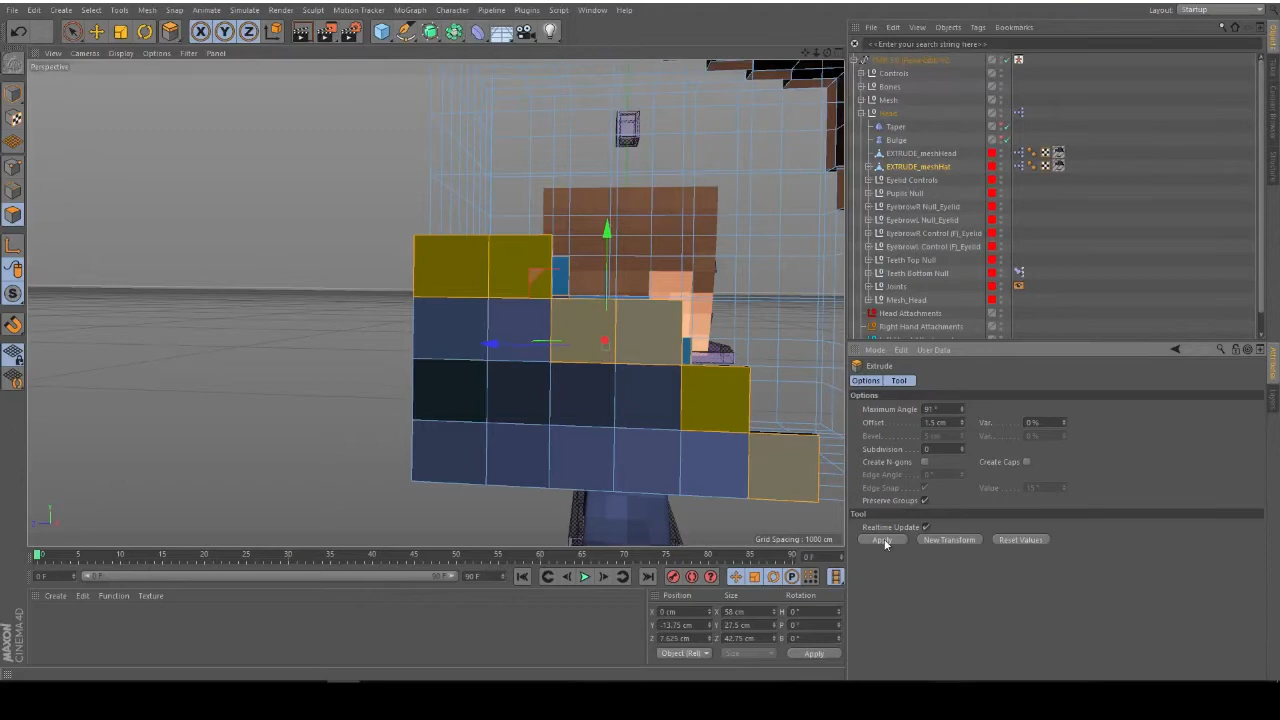 File Edit Create Select Tools Mesh Snap Animate Simulate Render Sculpt Motion Tracker MoGraph Character Pipeline Plugins Script Window Help Layout: Startup
X Y Z
File Edit View Objects Tags Bookmarks
<<Enter your search string here>>
View Cameras Display Options Filter Panel
Perspective
Controls
Bones
Mesh
Head
Taper
Bulge
EXTRUDE_meshHead
EXTRUDE_meshHat
Eyelid Controls
Pupils Null
EyebrowR Null_Eyelid
EyebrowL Null_Eyelid
EyebrowR Control (F)_Eyelid
EyebrowL Control (F)_Eyelid
Teeth Top Null
Teeth Bottom Null
Joints
Mesh_Head
Head Attachments
Right Hand Attachments
Mode Edit User Data
Extrude
Options Tool
Options
Maximum Angle 91 °
Offset 1.5 cm Var. 0 %
Bevel 5 cm Var. 0 %
Subdivision 0
Create N-gons Create Caps
Edge Angle 0 °
Edge Snap Value 15 °
Preserve Groups
Tool
Realtime Update
Apply New Transform Reset Values
Grid Spacing : 1000 cm
0 5 10 15 20 25 30 35 40 45 50 55 60 65 70 75 80 85 90 0 F
0 F 0 F 90 F 90 F
Create Edit Function Texture
Position Size Rotation
X 0 cm X 58 cm H 0 °
Y -13.75 cm Y 27.5 cm P 0 °
Z 7.625 cm Z 42.75 cm B 0 °
Object (Rel) Size Apply
MAXON CINEMA4D